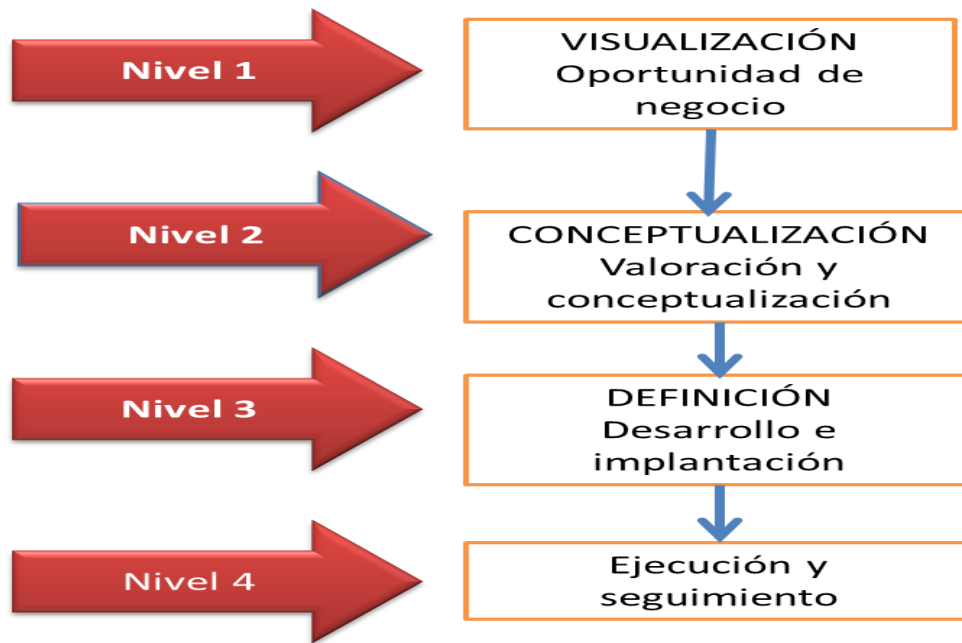 Nivel 1
VISUALIZACIÓN
Oportunidad de
negocio
Nivel 2
CONCEPTUALIZACIÓN
Valoración y
conceptualización
Nivel 3
DEFINICIÓN
Desarrollo e
implantación
Nivel 4
Ejecución y
seguimiento